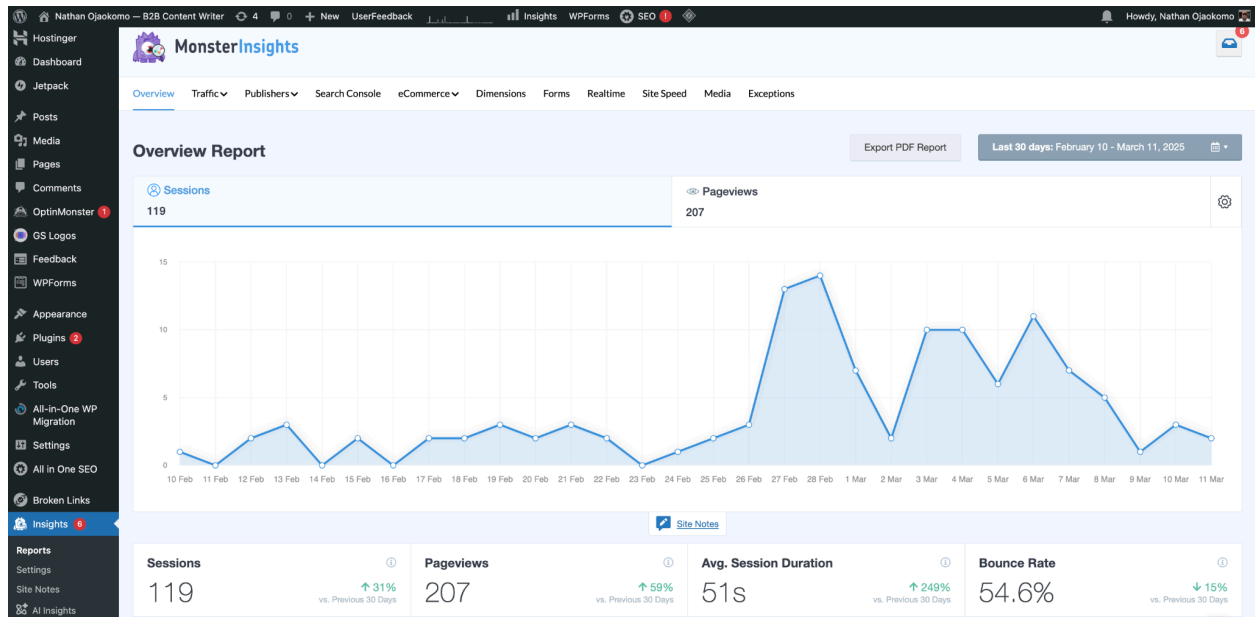 Nathan Ojaokomo — B2B Content Writer 4 0 + New UserFeedback Insights WPForms SEO ! Howdy, Nathan Ojaokomo
Hostinger
Dashboard
Jetpack
Posts
Media
Pages
Comments
OptinMonster 1
GS Logos
Feedback
WPForms
Appearance
Plugins 2
Users
Tools
All-in-One WP
Migration
Settings
All in One SEO
Broken Links
Insights 6
Reports
Settings
Site Notes
AI Insights
MonsterInsights
6
Overview Traffic Publishers Search Console eCommerce Dimensions Forms Realtime Site Speed Media Exceptions
Overview Report
Export PDF Report
Last 30 days: February 10 - March 11, 2025
Sessions
119
Pageviews
207
15
10
5
0
10 Feb 11 Feb 12 Feb 13 Feb 14 Feb 15 Feb 16 Feb 17 Feb 18 Feb 19 Feb 20 Feb 21 Feb 22 Feb 23 Feb 24 Feb 25 Feb 26 Feb 27 Feb 28 Feb 1 Mar 2 Mar 3 Mar 4 Mar 5 Mar 6 Mar 7 Mar 8 Mar 9 Mar 10 Mar 11 Mar
Site Notes
Sessions
119
31%
vs. Previous 30 Days
Pageviews
207
59%
vs. Previous 30 Days
Avg. Session Duration
51s
249%
vs. Previous 30 Days
Bounce Rate
54.6%
15%
vs. Previous 30 Days